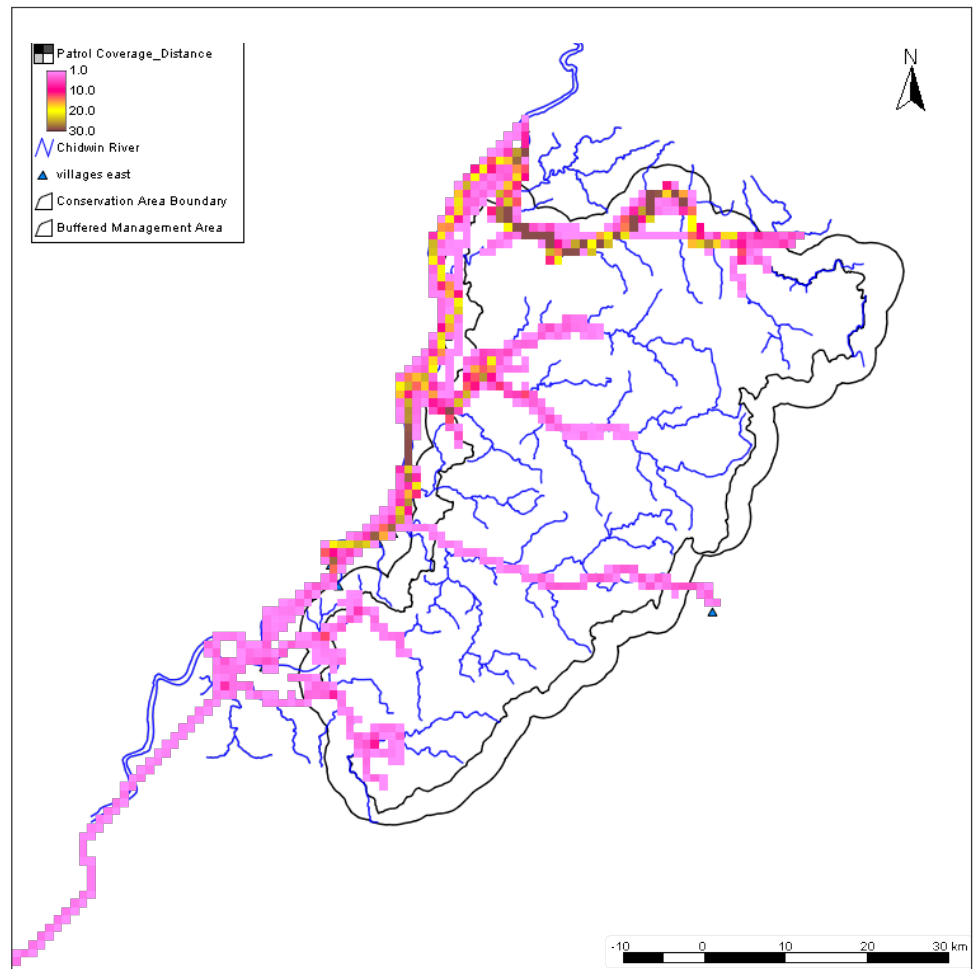 Patrol Coverage_Distance
1.0
10.0
20.0
30.0
Chidwin River
villages east
Conservation Area Boundary
Buffered Management Area
N
-10 0 10 20 30 km